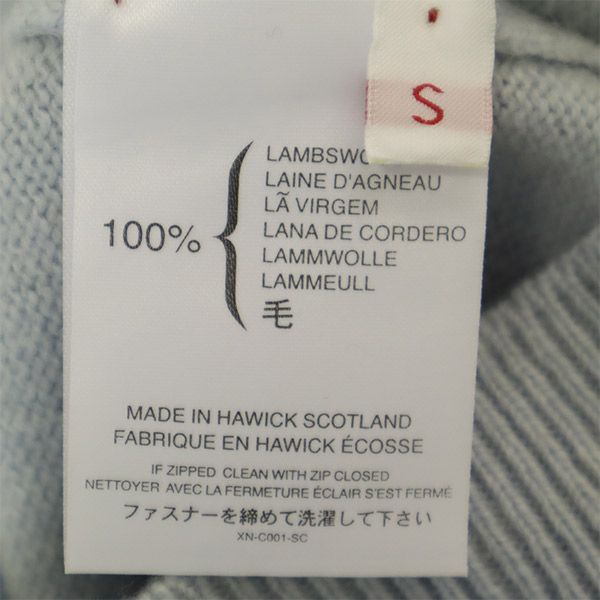 S
100%
LAMBSWO
LAINE D'AGNEAU
LÃ VIRGEM
LANA DE CORDERO
LAMMWOLLE
LAMMEULL
毛
MADE IN HAWICK SCOTLAND
FABRIQUE EN HAWICK ÉCOSSE
IF ZIPPED CLEAN WITH ZIP CLOSED
NETTOYER AVEC LA FERMETURE ÉCLAIR S'EST FERMÉ
ファスナーを締めて洗濯して下さい
XN-C001-SC